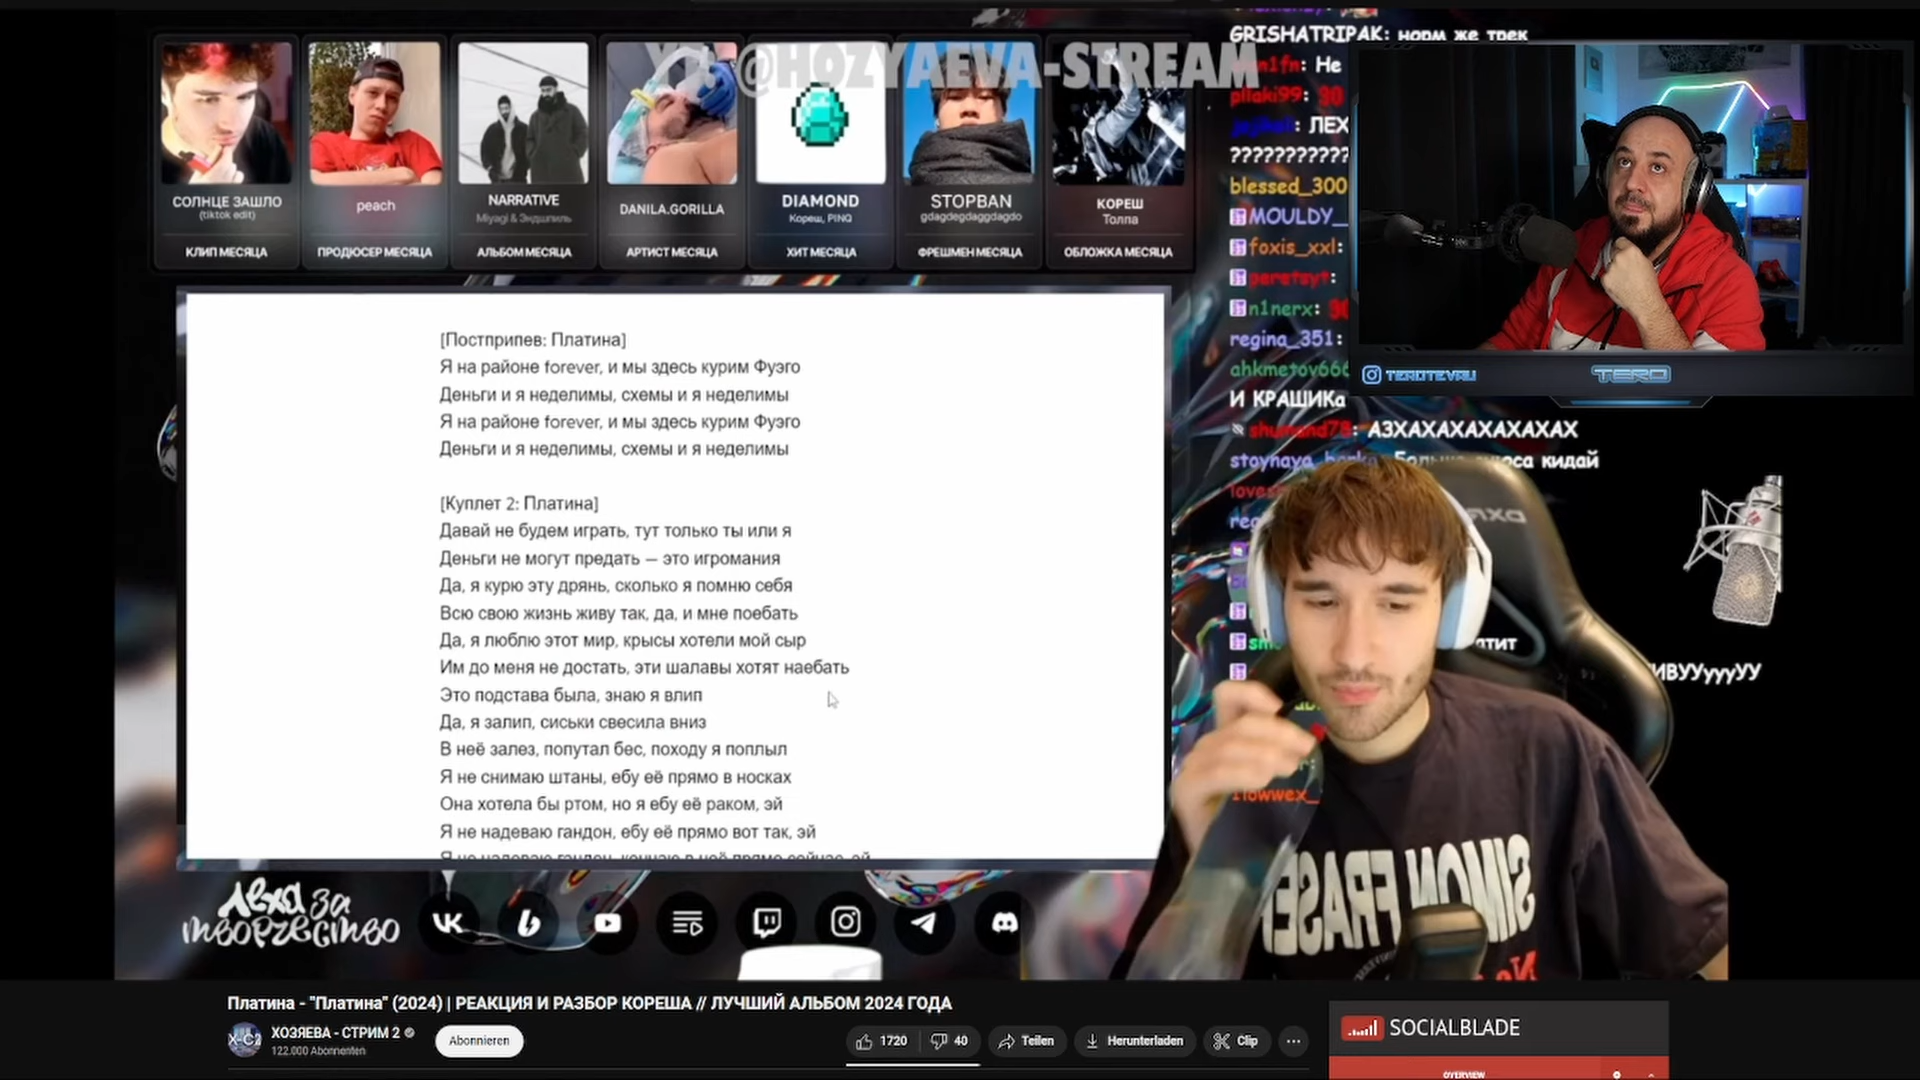 YT: @HOZYAEVA-STREAM
СОЛНЦЕ ЗАШЛО
(tiktok edit)
КЛИП МЕСЯЦА
peach
ПРОДЮСЕР МЕСЯЦА
NARRATIVE
Miyagi & Эндшпиль
АЛЬБОМ МЕСЯЦА
DANILA.GORILLA
АРТИСТ МЕСЯЦА
DIAMOND
Кореш, PINQ
ХИТ МЕСЯЦА
STOPBAN
gdagdegdaggdagdo
ФРЕШМЕН МЕСЯЦА
КОРЕШ
Толпа
ОБЛОЖКА МЕСЯЦА
GRISHATRIPAK: норм же трек
Не
pllaki99:
ЛЕХ
???????????
blessed_300
MOULDY_
foxis_xxl:
peretsyt:
n1nerx:
regina_351:
ahkmetov666
И КРАШИКа
shumand78: АЗХАХАХАХАХАХАХ
кидай
TEROTEVALI
TERO
[Постприпев: Платина]
Я на районе forever, и мы здесь курим Фуэго
Деньги и я неделимы, схемы и я неделимы
Я на районе forever, и мы здесь курим Фуэго
Деньги и я неделимы, схемы и я неделимы
[Куплет 2: Платина]
Давай не будем играть, тут только ты или я
Деньги не могут предать — это игромания
Да, я курю эту дрянь, сколько я помню себя
Всю свою жизнь живу так, да, и мне поебать
Да, я люблю этот мир, крысы хотели мой сыр
Им до меня не достать, эти шалавы хотят наебать
Это подстава была, знаю я влип
Да, я залип, сиськи свесила вниз
В неё залез, попутал бес, походу я поплыл
Я не снимаю штаны, ебу её прямо в носках
Она хотела бы ртом, но я ебу её раком, эй
Я не надеваю гандон, ебу её прямо вот так, эй
SIMON FRASER
Леха за
творчество
Платина - "Платина" (2024) | РЕАКЦИЯ И РАЗБОР КОРЕША // ЛУЧШИЙ АЛЬБОМ 2024 ГОДА
X-C2
ХОЗЯЕВА - СТРИМ 2
122.000 Abonnenten
Abonnieren
1720
40
Teilen
Herunterladen
Clip
SOCIALBLADE
OVERVIEW